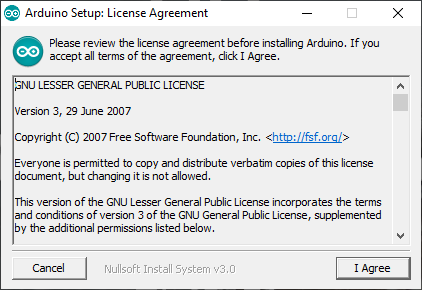 Arduino Setup: License Agreement
Please review the license agreement before installing Arduino. If you
accept all terms of the agreement, click I Agree.
GNU LESSER GENERAL PUBLIC LICENSE
Version 3, 29 June 2007
Copyright (C) 2007 Free Software Foundation, Inc. <http://fsf.org/>
Everyone is permitted to copy and distribute verbatim copies of this license
document, but changing it is not allowed.
This version of the GNU Lesser General Public License incorporates the terms
and conditions of version 3 of the GNU General Public License, supplemented
by the additional permissions listed below.
Cancel
Nullsoft Install System v3.0
I Agree